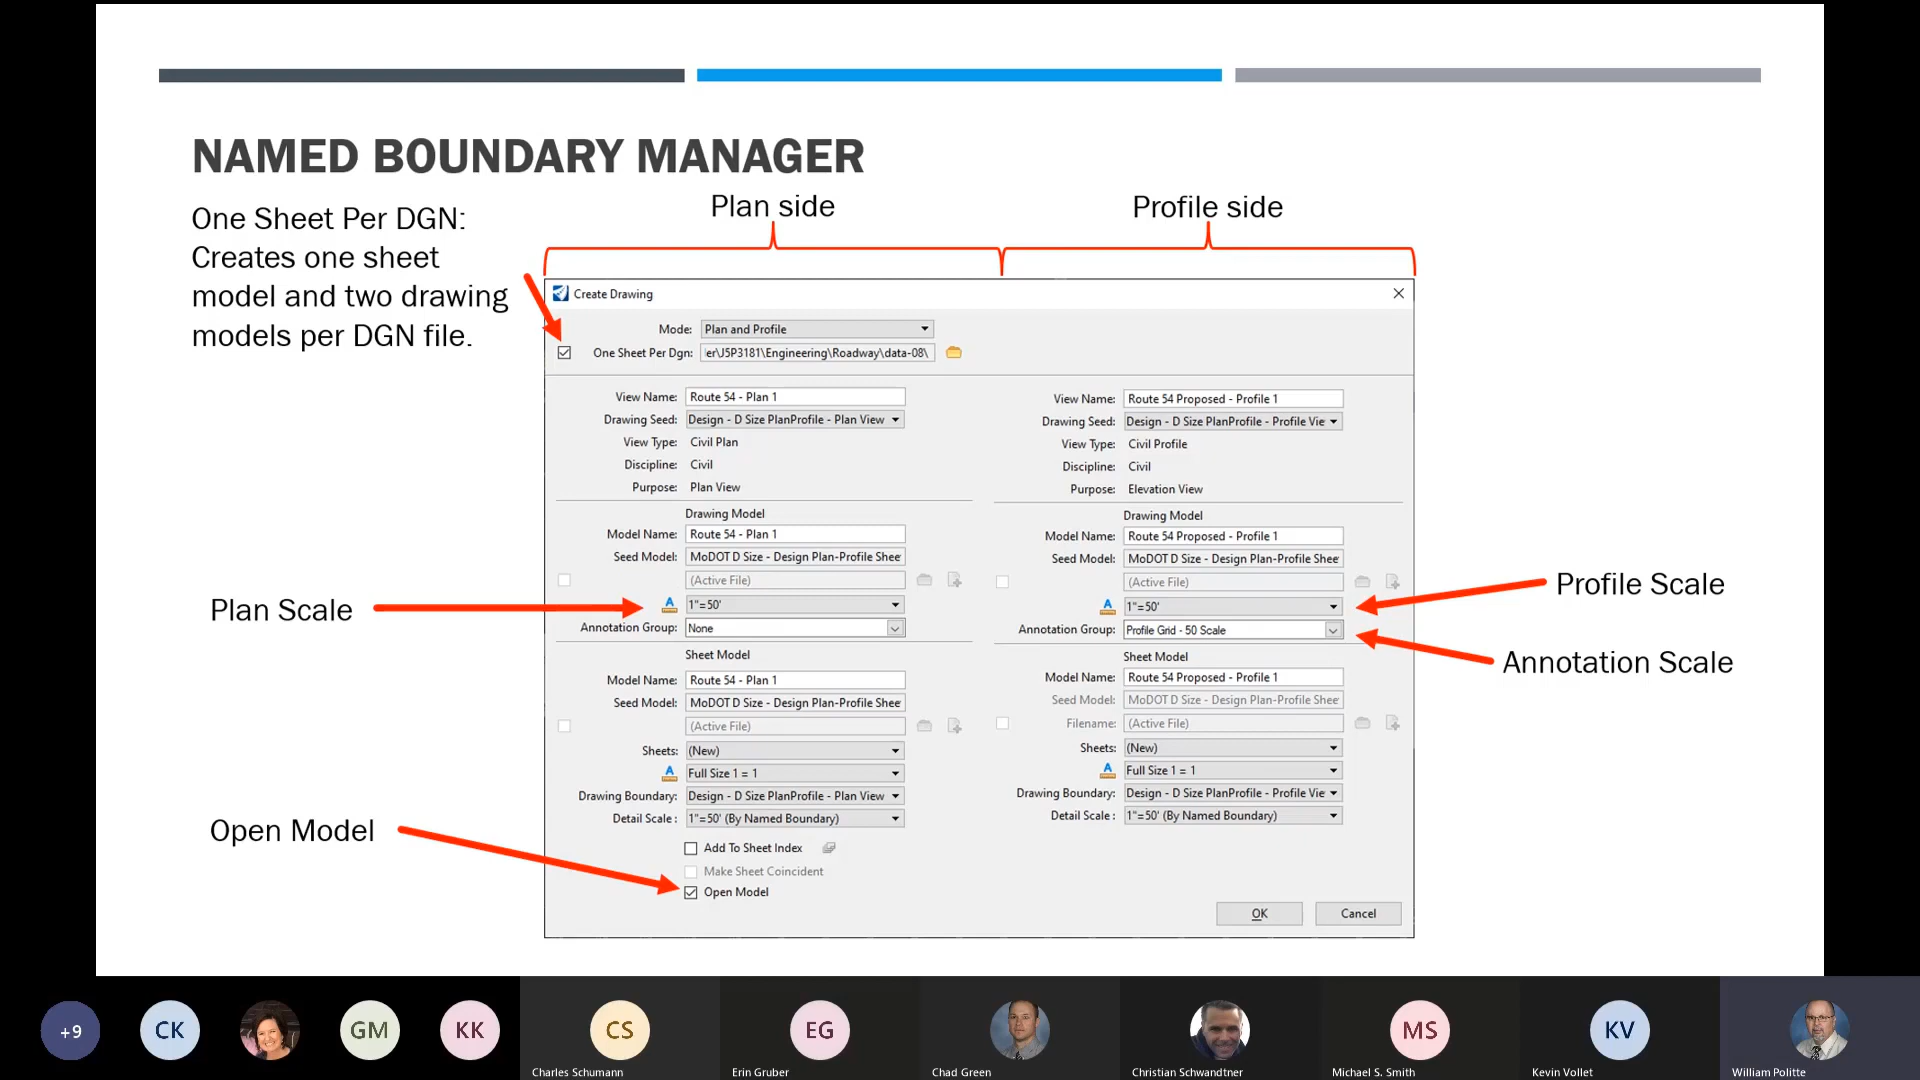 NAMED BOUNDARY MANAGER
One Sheet Per DGN:
Creates one sheet
model and two drawing
models per DGN file.
Plan side
Profile side
Create Drawing
Mode: Plan and Profile
One Sheet Per Dgn: er\J5P3181\Engineering\Roadway\data-08\
View Name: Route 54 - Plan 1
Drawing Seed: Design - D Size PlanProfile - Plan View
View Type: Civil Plan
Discipline: Civil
Purpose: Plan View
Drawing Model
Model Name: Route 54 - Plan 1
Seed Model: MoDOT D Size - Design Plan-Profile Shee
(Active File)
A 1"=50'
Annotation Group: None
Sheet Model
Model Name: Route 54 - Plan 1
Seed Model: MoDOT D Size - Design Plan-Profile Shee
(Active File)
Sheets: (New)
A Full Size 1 = 1
Drawing Boundary: Design - D Size PlanProfile - Plan View
Detail Scale : 1"=50' (By Named Boundary)
Add To Sheet Index
Make Sheet Coincident
Open Model
View Name: Route 54 Proposed - Profile 1
Drawing Seed: Design - D Size PlanProfile - Profile Vie
View Type: Civil Profile
Discipline: Civil
Purpose: Elevation View
Drawing Model
Model Name: Route 54 Proposed - Profile 1
Seed Model: MoDOT D Size - Design Plan-Profile Shee
(Active File)
A 1"=50'
Annotation Group: Profile Grid - 50 Scale
Sheet Model
Model Name: Route 54 Proposed - Profile 1
Seed Model: MoDOT D Size - Design Plan-Profile Shee
Filename: (Active File)
Sheets: (New)
A Full Size 1 = 1
Drawing Boundary: Design - D Size PlanProfile - Profile Vie
Detail Scale : 1"=50' (By Named Boundary)
OK
Cancel
Plan Scale
Open Model
Profile Scale
Annotation Scale
+9
CK
GM
KK
CS
Charles Schumann
EG
Erin Gruber
Chad Green
Christian Schwandtner
MS
Michael S. Smith
KV
Kevin Vollet
William Politte